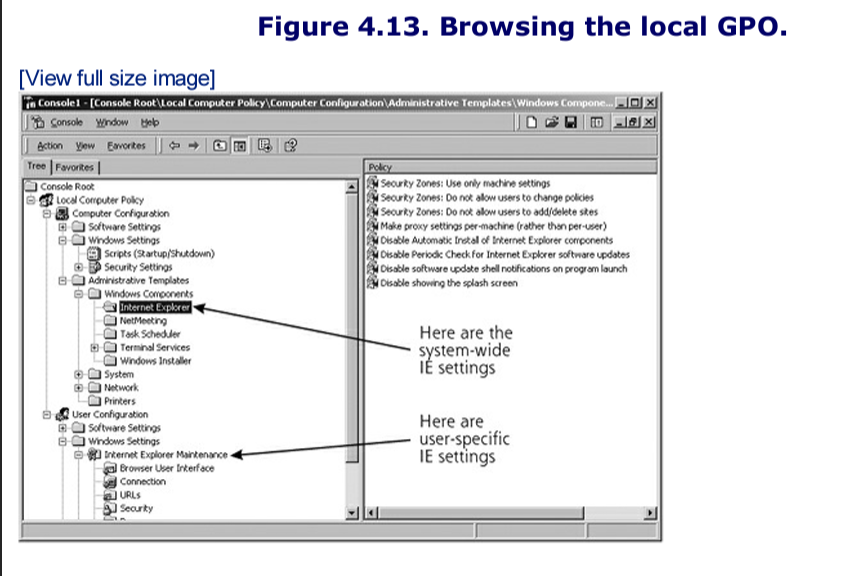 Figure 4.13. Browsing the local GPO.
[View full size image]
Console1 - [Console Root\Local Computer Policy\Computer Configuration\Administrative Templates\Windows Compone...
Console Window Help
Action View Favorites
Tree Favorites
Console Root
Local Computer Policy
Computer Configuration
Software Settings
Windows Settings
Scripts (Startup/Shutdown)
Security Settings
Administrative Templates
Windows Components
Internet Explorer
NetMeeting
Task Scheduler
Terminal Services
Windows Installer
System
Network
Printers
User Configuration
Software Settings
Windows Settings
Internet Explorer Maintenance
Browser User Interface
Connection
URLs
Security
Policy
Security Zones: Use only machine settings
Security Zones: Do not allow users to change policies
Security Zones: Do not allow users to add/delete sites
Make proxy settings per-machine (rather than per-user)
Disable Automatic Install of Internet Explorer components
Disable Periodic Check for Internet Explorer software updates
Disable software update shell notifications on program launch
Disable showing the splash screen
Here are the
system-wide
IE settings
Here are
user-specific
IE settings